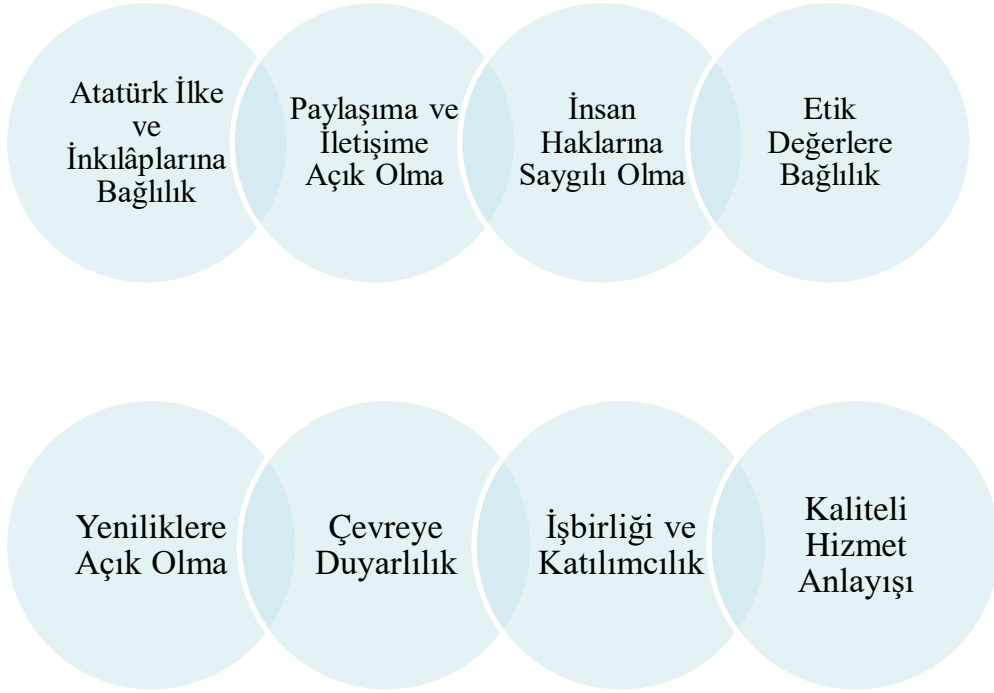 Atatürk İlke
ve
İnkılâplarına
Bağlılık
Paylaşıma ve
İletişime
Açık Olma
İnsan
Haklarına
Saygılı Olma
Etik
Değerlere
Bağlılık
Yeniliklere
Açık Olma
Çevreye
Duyarlılık
İşbirliği ve
Katılımcılık
Kaliteli
Hizmet
Anlayışı